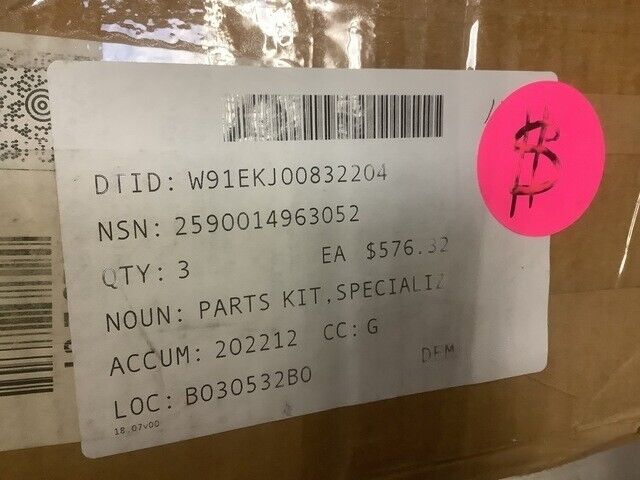 DTID: W91EKJ00832204
NSN: 2590014963052
QTY: 3 EA $576.32
NOUN: PARTS KIT,SPECIALIZ
ACCUM: 202212 CC: G
LOC: B030532B0 DEM
18.07v00
$